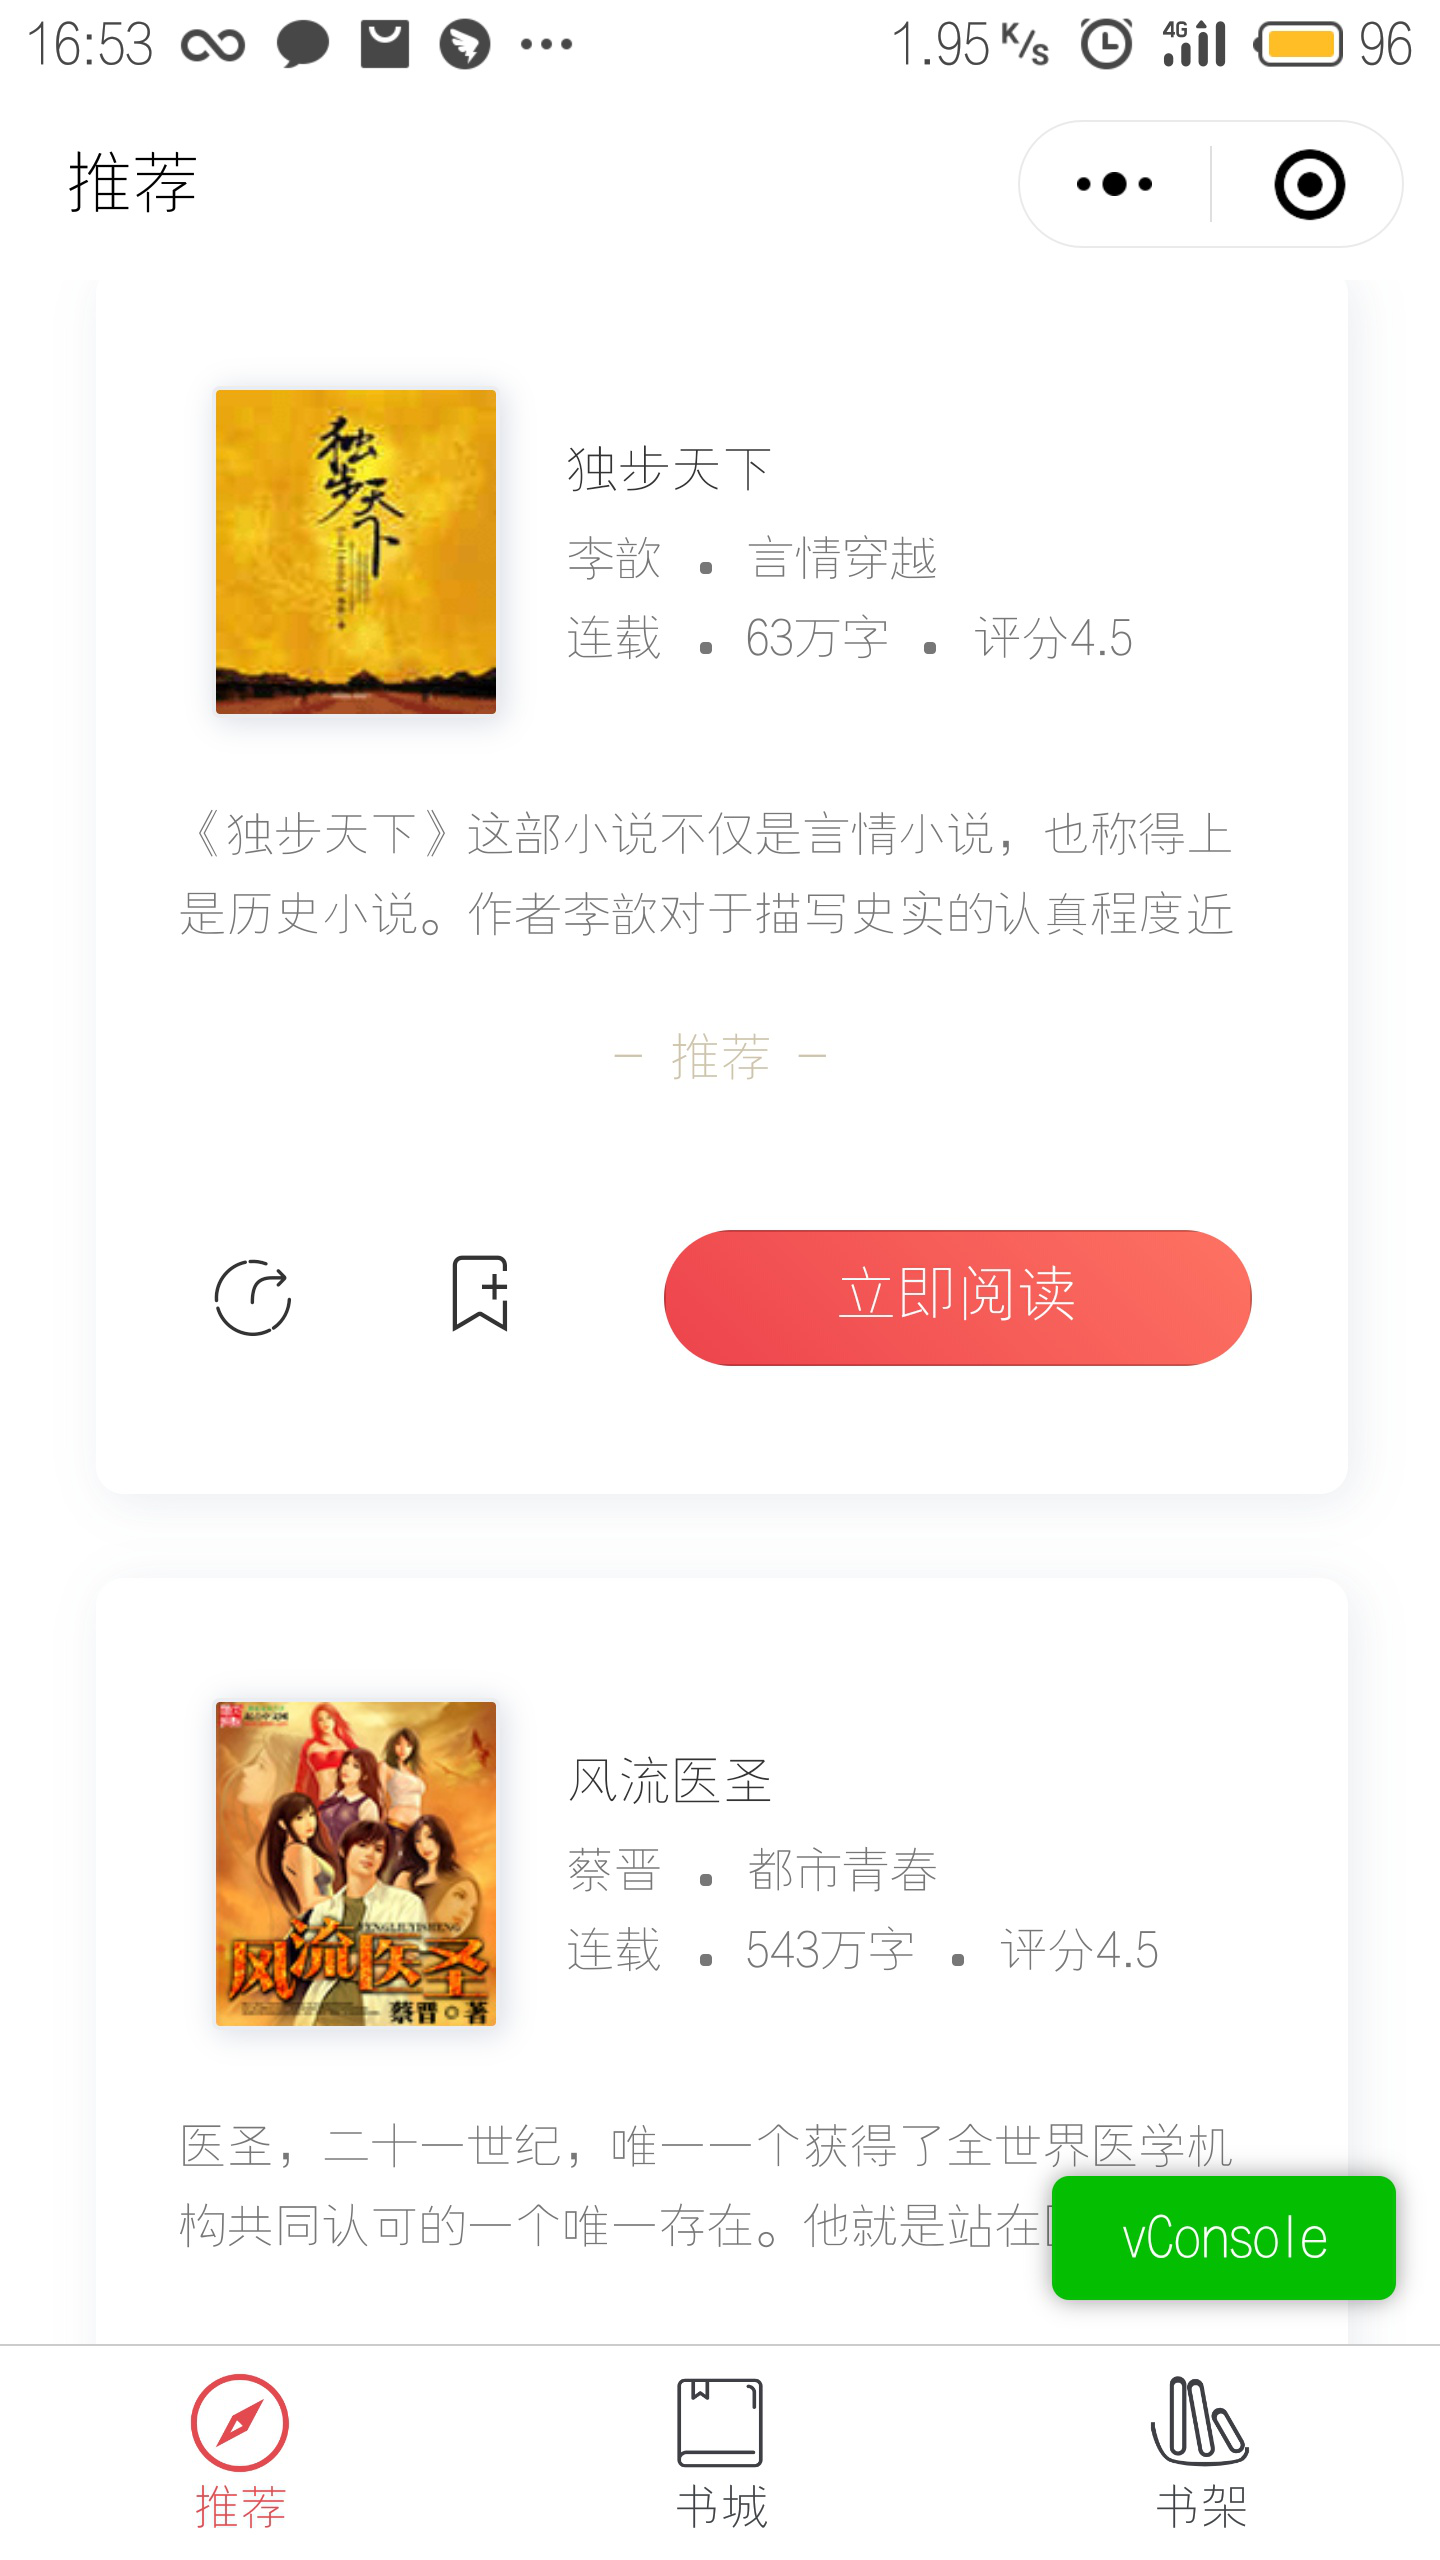 16:53
1.95 K/s
4G
96
推荐
独步天下
独步天下
李歆 . 言情穿越
连载 . 63万字 . 评分4.5
《独步天下》这部小说不仅是言情小说，也称得上
是历史小说。作者李歆对于描写史实的认真程度近
- 推荐 -
立即阅读
FENGLIUYISHENG
风流医圣
蔡晋◎著
风流医圣
蔡晋 . 都市青春
连载 . 543万字 . 评分4.5
医圣，二十一世纪，唯一一个获得了全世界医学机
构共同认可的一个唯一存在。他就是站在
vConsole
推荐
书城
书架